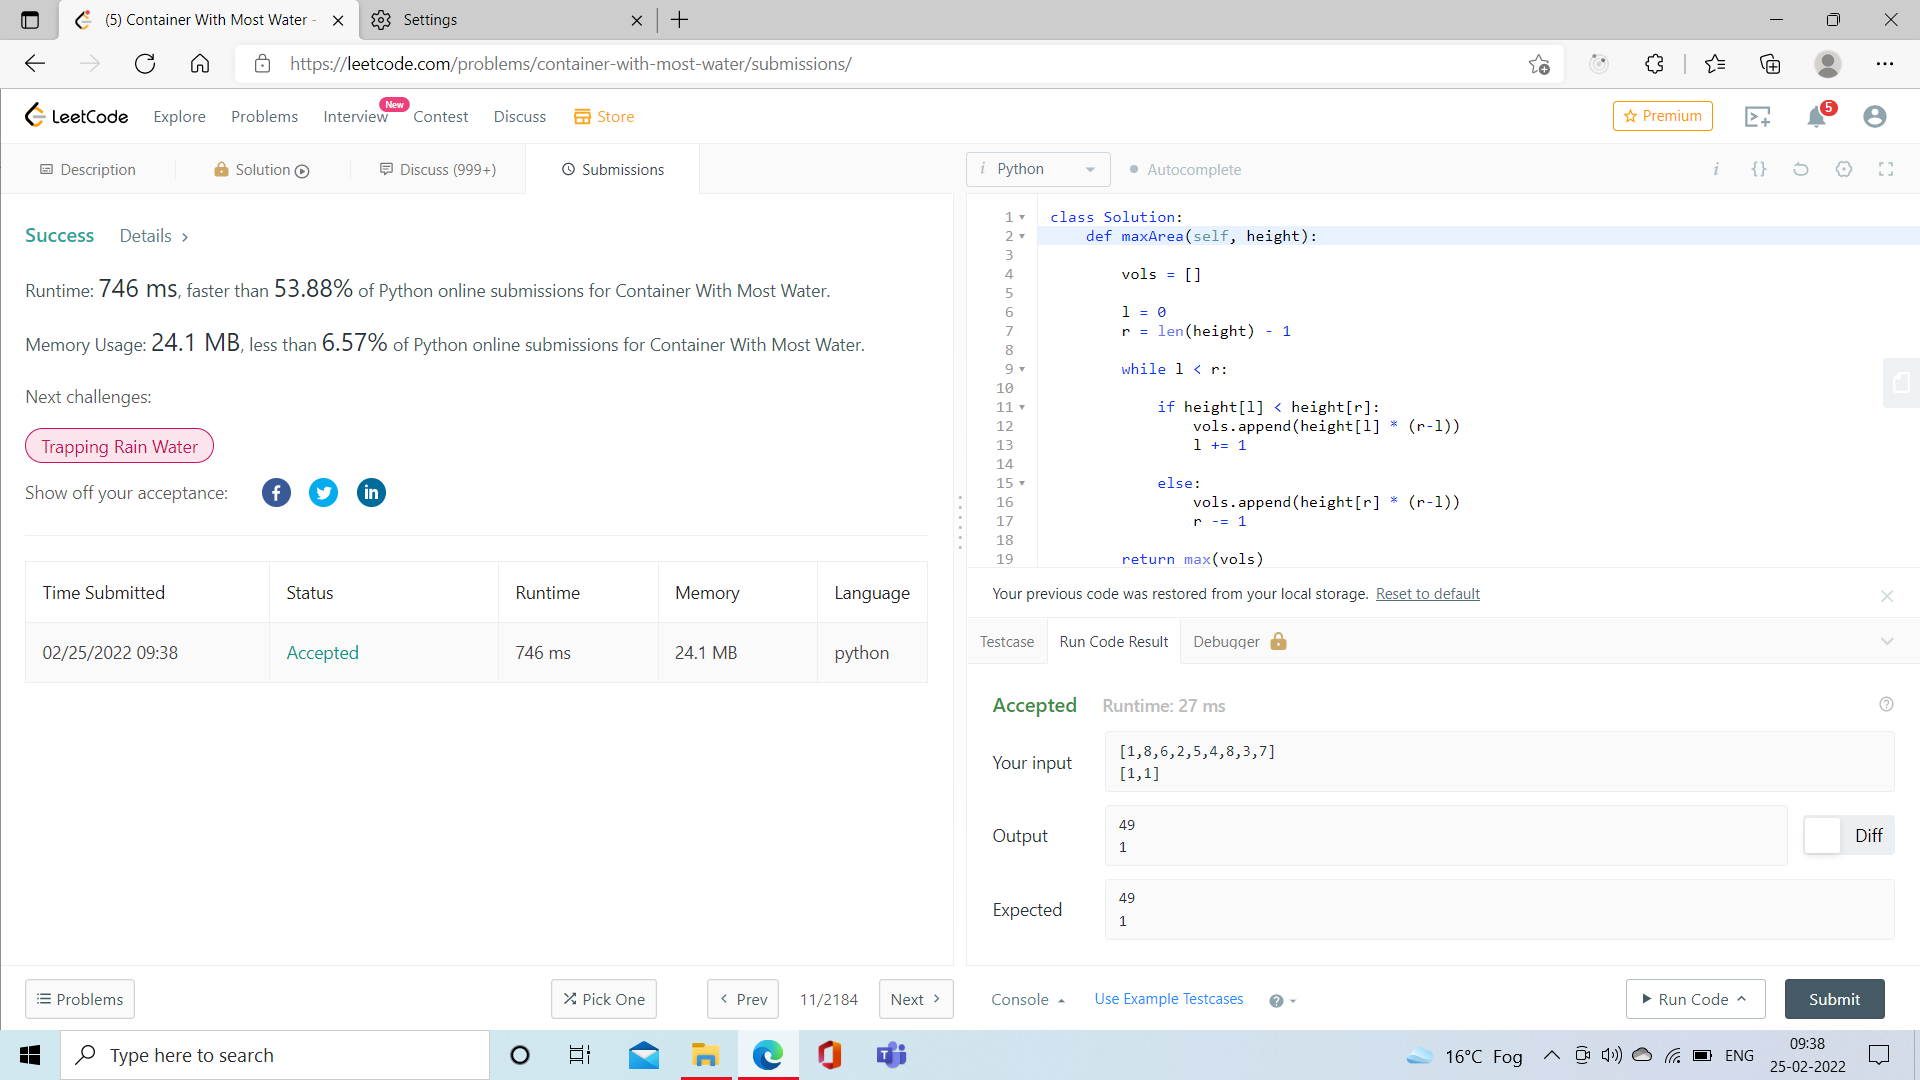 (5) Container With Most Water -
Settings
https://leetcode.com/problems/container-with-most-water/submissions/
LeetCode
Explore
Problems
Interview
New
Contest
Discuss
Store
Premium
5
Description
Solution
Discuss (999+)
Submissions
i Python
Autocomplete
i
{}
Success
Details >
Runtime: 746 ms, faster than 53.88% of Python online submissions for Container With Most Water.
Memory Usage: 24.1 MB, less than 6.57% of Python online submissions for Container With Most Water.
Next challenges:
Trapping Rain Water
Show off your acceptance:
Time Submitted Status Runtime Memory Language
02/25/2022 09:38 Accepted 746 ms 24.1 MB python
1 class Solution:
2 def maxArea(self, height):
3
4 vols = []
5
6 l = 0
7 r = len(height) - 1
8
9 while l < r:
10
11 if height[l] < height[r]:
12 vols.append(height[l] * (r-l))
13 l += 1
14
15 else:
16 vols.append(height[r] * (r-l))
17 r -= 1
18
19 return max(vols)
Your previous code was restored from your local storage. Reset to default
Testcase
Run Code Result
Debugger
Accepted Runtime: 27 ms
Your input
[1,8,6,2,5,4,8,3,7]
[1,1]
Output
49
1
Diff
Expected
49
1
Problems
Pick One
< Prev
11/2184
Next >
Console
Use Example Testcases
Run Code
Submit
Type here to search
16°C Fog
ENG
09:38
25-02-2022